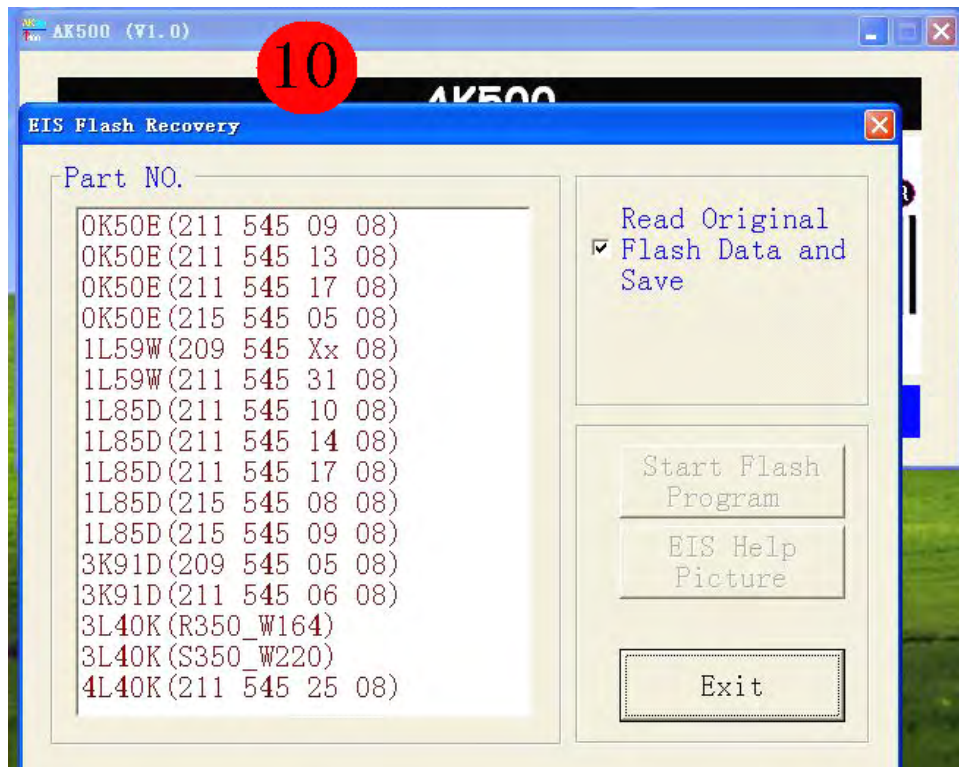 AK500 (V1.0)
10
EIS Flash Recovery
Part NO.
0K50E(211 545 09 08)
0K50E(211 545 13 08)
0K50E(211 545 17 08)
0K50E(215 545 05 08)
1L59W(209 545 Xx 08)
1L59W(211 545 31 08)
1L85D(211 545 10 08)
1L85D(211 545 14 08)
1L85D(211 545 17 08)
1L85D(215 545 08 08)
1L85D(215 545 09 08)
3K91D(209 545 05 08)
3K91D(211 545 06 08)
3L40K(R350_W164)
3L40K(S350_W220)
4L40K(211 545 25 08)
Read Original
Flash Data and
Save
Start Flash
Program
EIS Help
Picture
Exit